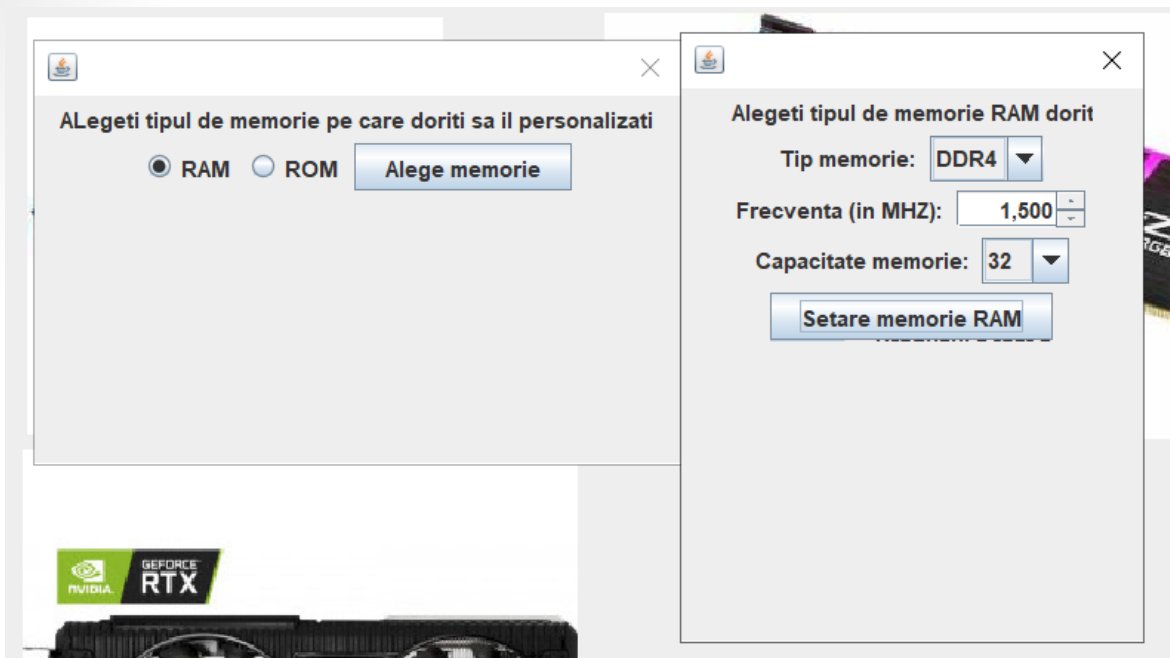 ALegeti tipul de memorie pe care doriti sa il personalizati
RAM ROM Alege memorie
Alegeti tipul de memorie RAM dorit
Tip memorie: DDR4
Frecventa (in MHZ): 1,500
Capacitate memorie: 32
Setare memorie RAM
NVIDIA.
GEFORCE
RTX